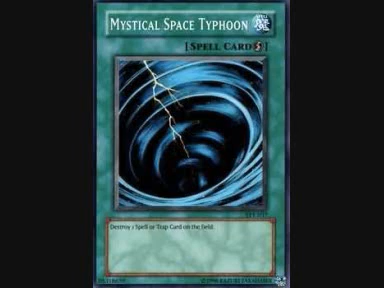 MYSTICAL SPACE TYPHOON
[SPELL CARD]
Destroy 1 Spell or Trap Card on the field.